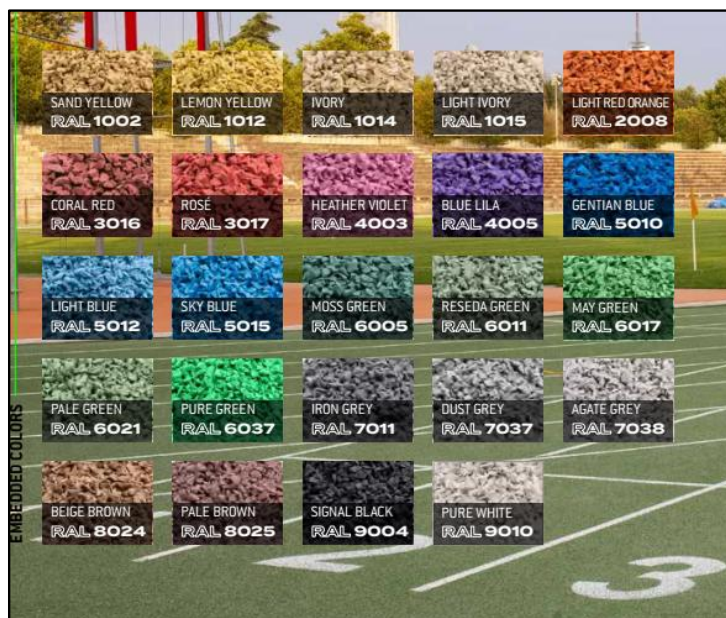 SAND YELLOW
RAL 1002
LEMON YELLOW
RAL 1012
IVORY
RAL 1014
LIGHT IVORY
RAL 1015
LIGHT RED ORANGE
RAL 2008
CORAL RED
RAL 3016
ROSÉ
RAL 3017
HEATHER VIOLET
RAL 4003
BLUE LILA
RAL 4005
GENTIAN BLUE
RAL 5010
LIGHT BLUE
RAL 5012
SKY BLUE
RAL 5015
MOSS GREEN
RAL 6005
RESEDA GREEN
RAL 6011
MAY GREEN
RAL 6017
PALE GREEN
RAL 6021
PURE GREEN
RAL 6037
IRON GREY
RAL 7011
DUST GREY
RAL 7037
AGATE GREY
RAL 7038
BEIGE BROWN
RAL 8024
PALE BROWN
RAL 8025
SIGNAL BLACK
RAL 9004
PURE WHITE
RAL 9010
EMBEDDED COLORS
2
3